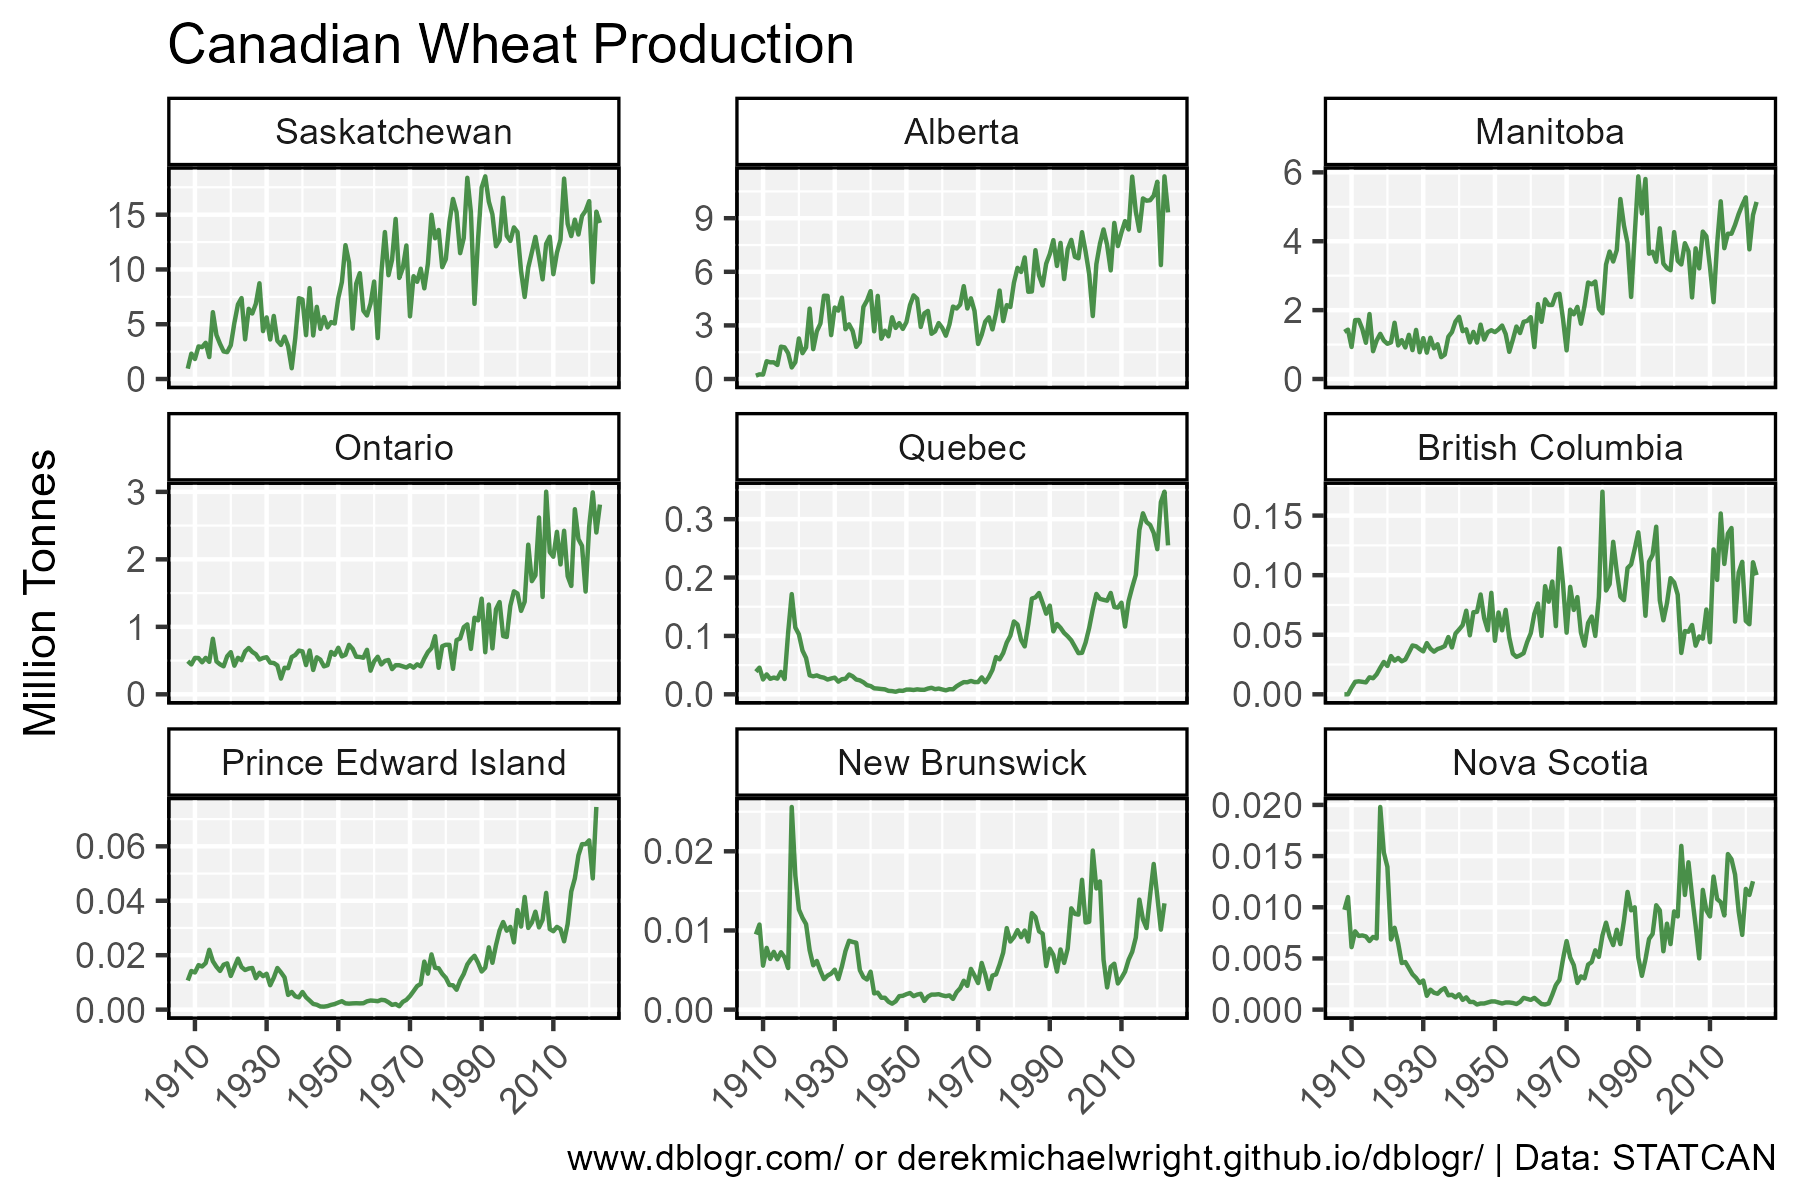 Canadian Wheat Production
Saskatchewan
Alberta
Manitoba
15
10
5
0
9
6
3
0
6
4
2
0
Ontario
Quebec
British Columbia
3
2
1
0
0.3
0.2
0.1
0.0
0.15
0.10
0.05
0.00
Prince Edward Island
New Brunswick
Nova Scotia
0.06
0.04
0.02
0.00
0.02
0.01
0.00
0.020
0.015
0.010
0.005
0.000
1910 1930 1950 1970 1990 2010
1910 1930 1950 1970 1990 2010
1910 1930 1950 1970 1990 2010
Million Tonnes
www.dblogr.com/ or derekmichaelwright.github.io/dblogr/ | Data: STATCAN